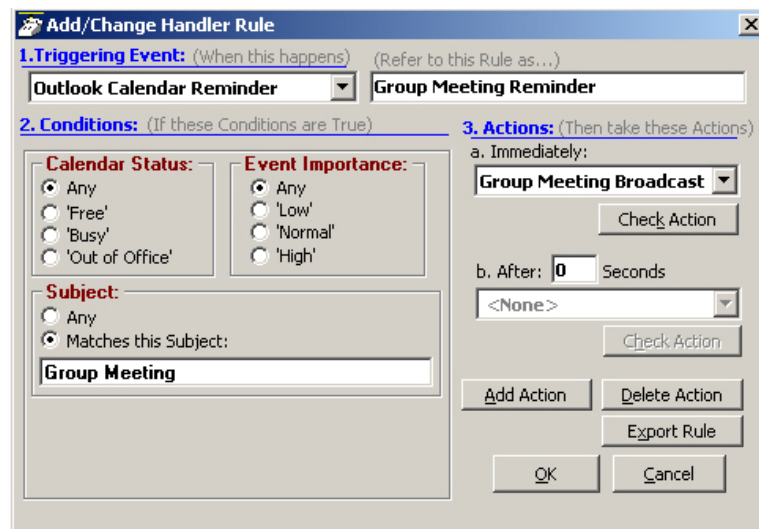 Add/Change Handler Rule
1.Triggering Event: (When this happens)
(Refer to this Rule as...)
Outlook Calendar Reminder
Group Meeting Reminder
2. Conditions: (If these Conditions are True)
Calendar Status:
Any
'Free'
'Busy'
'Out of Office'
Event Importance:
Any
'Low'
'Normal'
'High'
Subject:
Any
Matches this Subject:
Group Meeting
3. Actions: (Then take these Actions)
a. Immediately:
Group Meeting Broadcast
Check Action
b. After: 0 Seconds
<None>
Check Action
Add Action
Delete Action
Export Rule
OK
Cancel